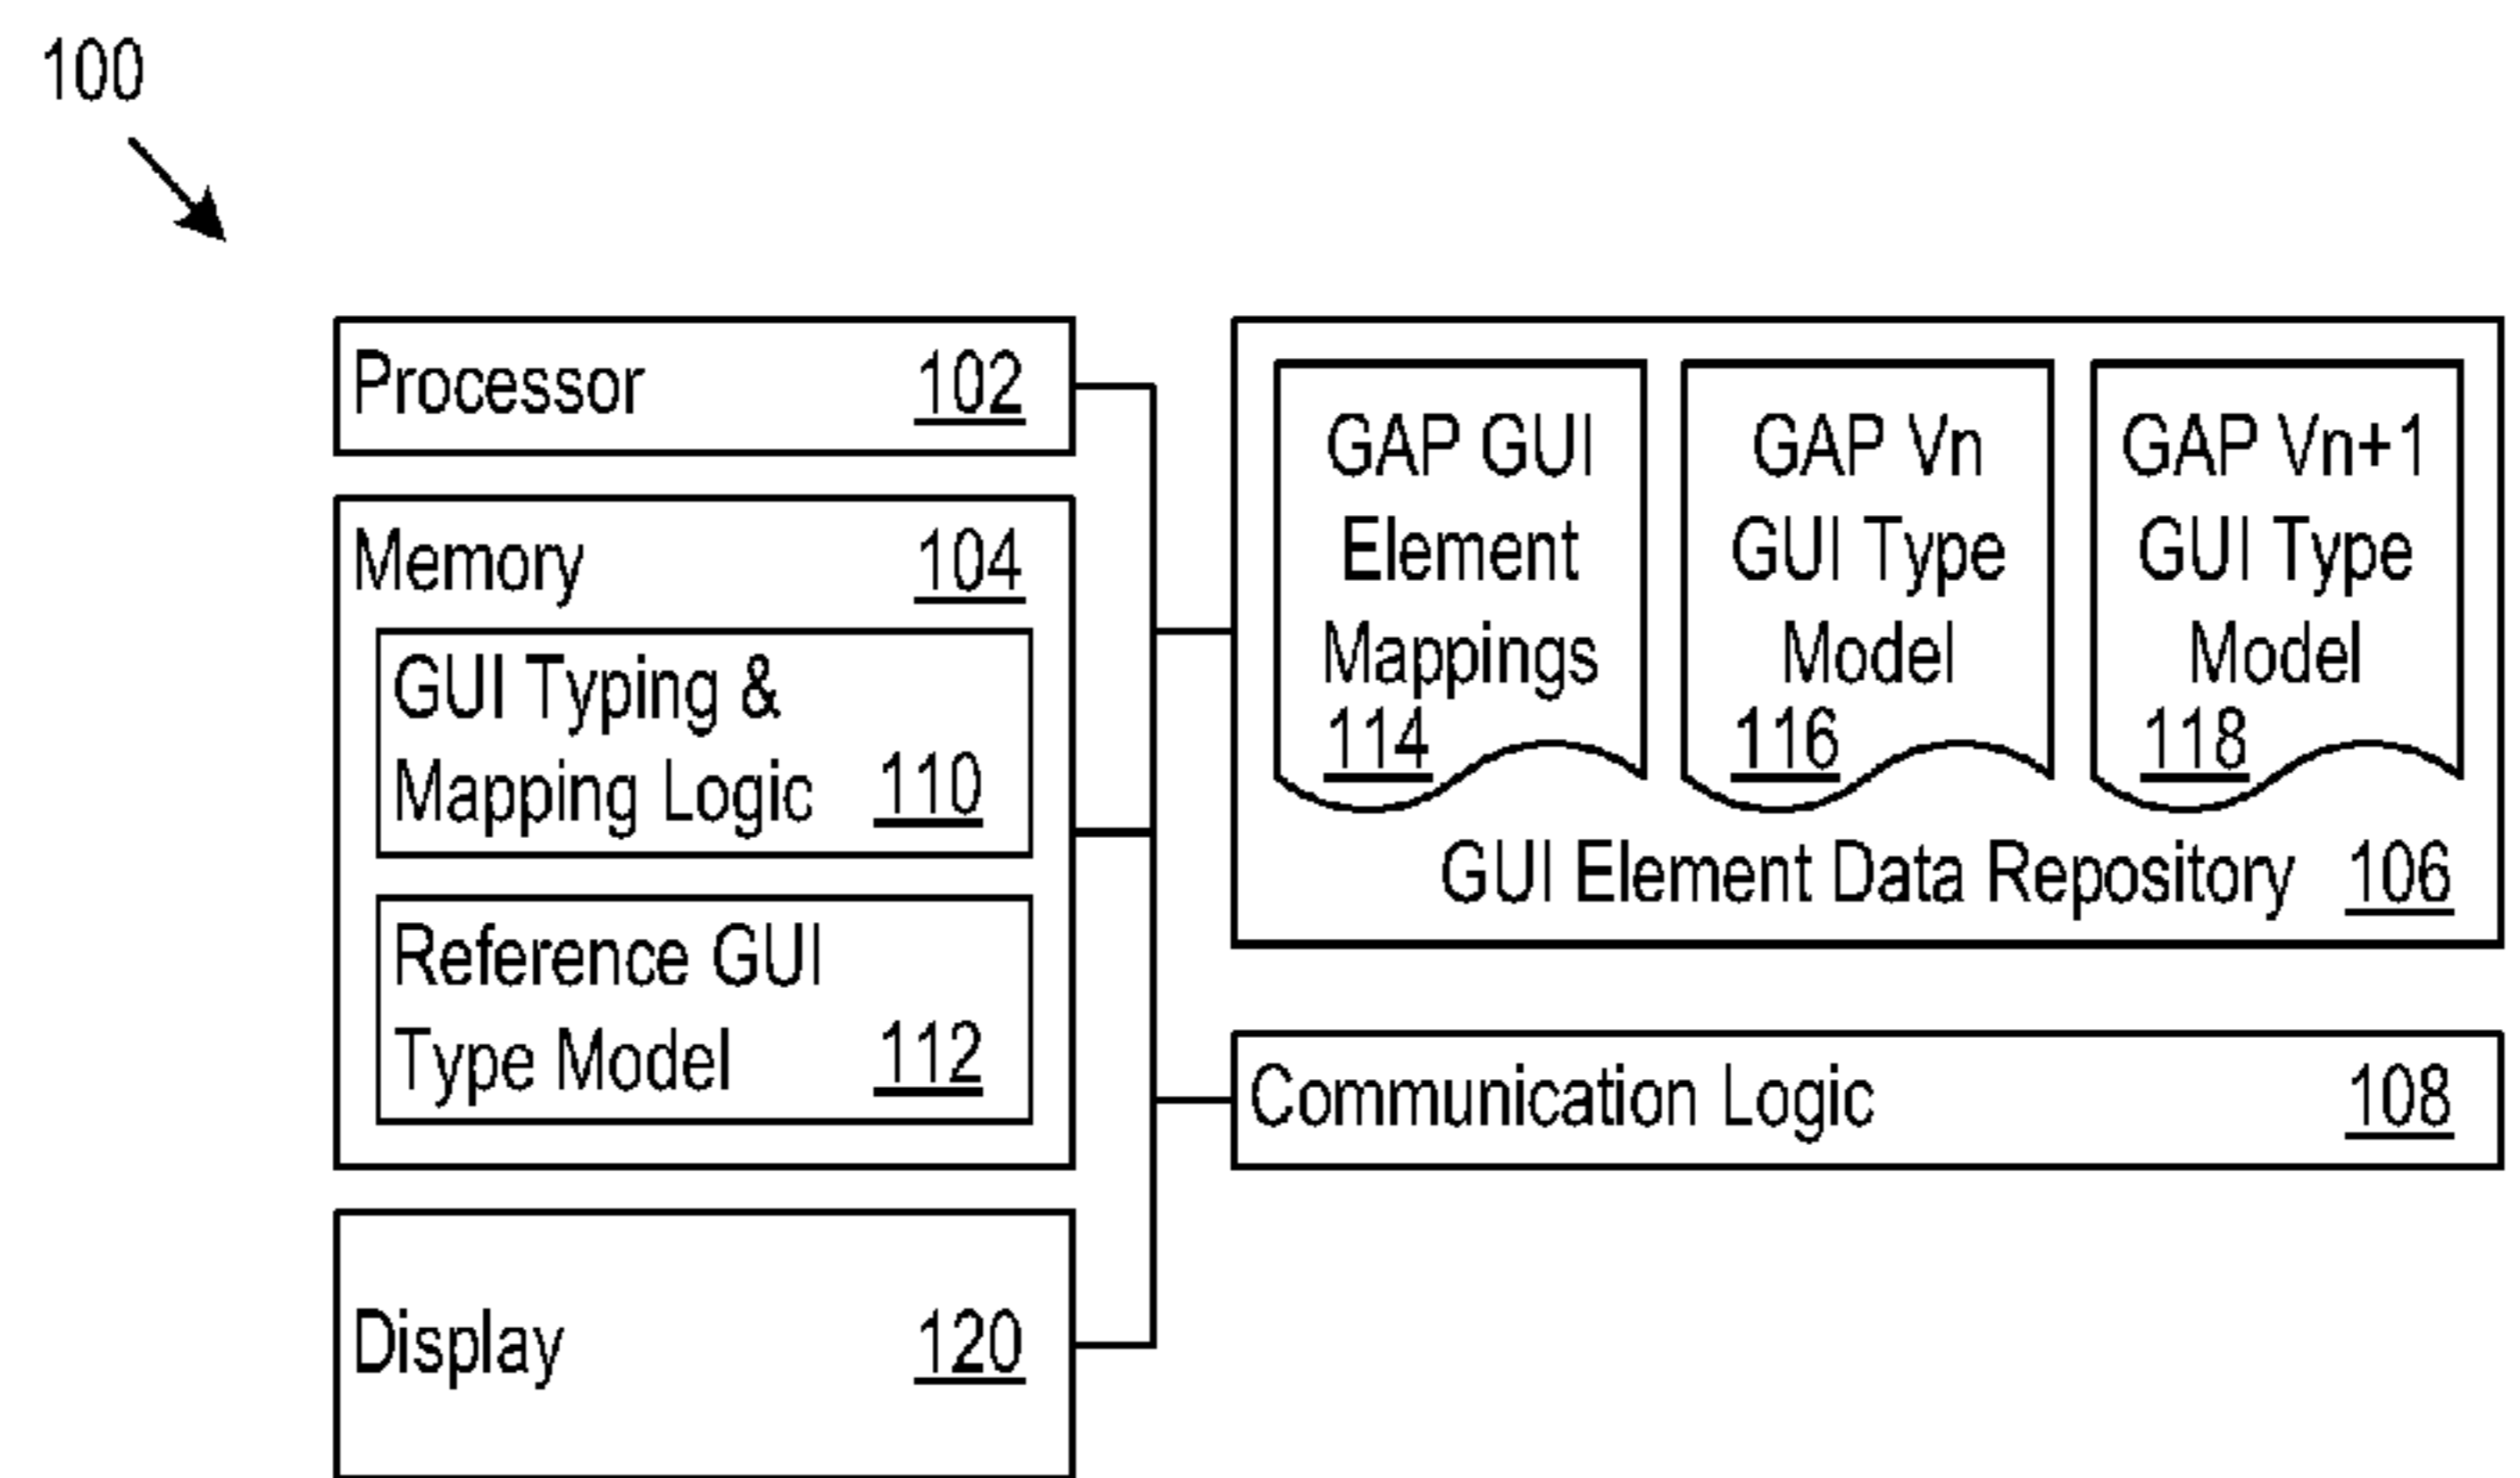 100
Processor 102
Memory 104
GUI Typing &
Mapping Logic 110
Reference GUI
Type Model 112
Display 120
GAP GUI
Element
Mappings
114
GAP Vn
GUI Type
Model
116
GAP Vn+1
GUI Type
Model
118
GUI Element Data Repository 106
Communication Logic 108